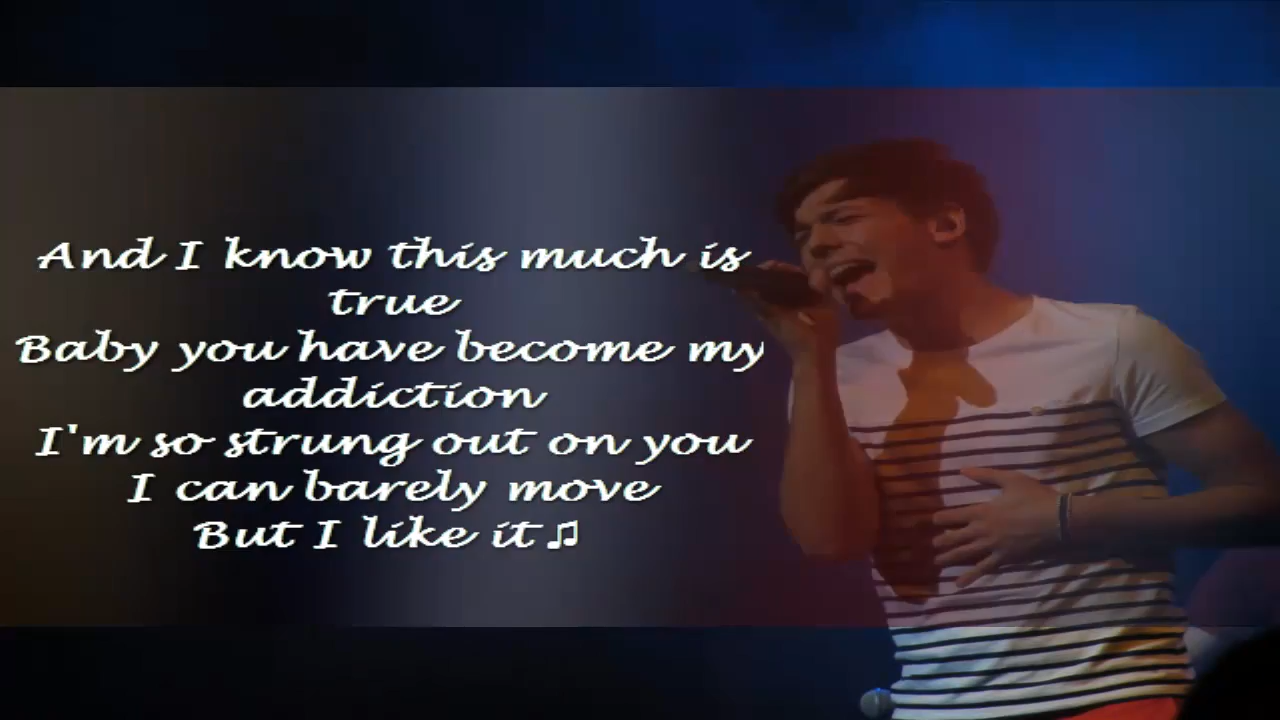 And I know this much is
true
Baby you have become my
addiction
I'm so strung out on you
I can barely move
But I like it♫